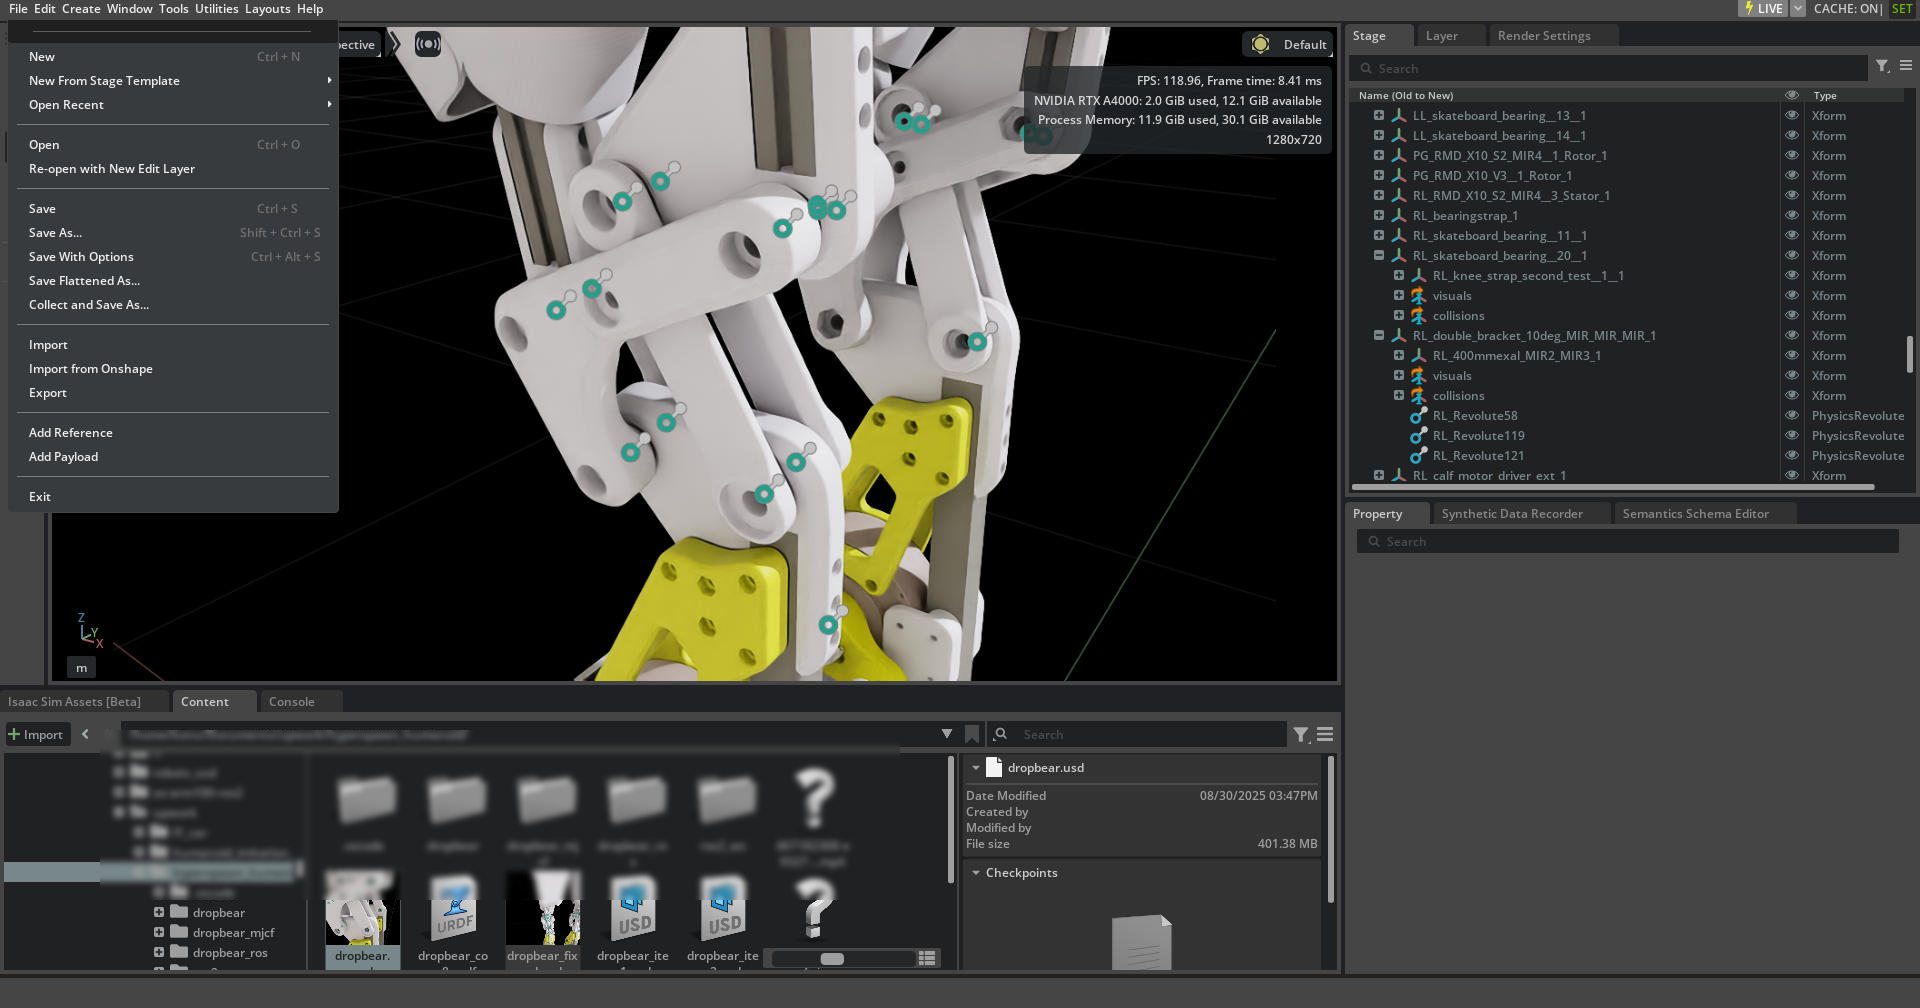 File Edit Create Window Tools Utilities Layouts Help
LIVE CACHE: ON| SET
New Ctrl + N
New From Stage Template
Open Recent
Open Ctrl + O
Re-open with New Edit Layer
Save Ctrl + S
Save As... Shift + Ctrl + S
Save With Options Ctrl + Alt + S
Save Flattened As...
Collect and Save As...
Import
Import from Onshape
Export
Add Reference
Add Payload
Exit
pective
Default
FPS: 118.96, Frame time: 8.41 ms
NVIDIA RTX A4000: 2.0 GiB used, 12.1 GiB available
Process Memory: 11.9 GiB used, 30.1 GiB available
1280x720
Z
Y
X
m
Stage Layer Render Settings
Search
Name (Old to New) Type
LL_skateboard_bearing__13__1 Xform
LL_skateboard_bearing__14__1 Xform
PG_RMD_X10_S2_MIR4__1_Rotor_1 Xform
PG_RMD_X10_V3__1_Rotor_1 Xform
RL_RMD_X10_S2_MIR4__3_Stator_1 Xform
RL_bearingstrap_1 Xform
RL_skateboard_bearing__11__1 Xform
RL_skateboard_bearing__20__1 Xform
RL_knee_strap_second_test__1__1 Xform
visuals Xform
collisions Xform
RL_double_bracket_10deg_MIR_MIR_MIR_1 Xform
RL_400mmexal_MIR2_MIR3_1 Xform
visuals Xform
collisions Xform
RL_Revolute58 PhysicsRevolute
RL_Revolute119 PhysicsRevolute
RL_Revolute121 PhysicsRevolute
RL_calf_motor_driver_ext_1 Xform
Property Synthetic Data Recorder Semantics Schema Editor
Search
Isaac Sim Assets [Beta] Content Console
Import
Search
dropbear
dropbear_mjcf
dropbear_ros
URDF
USD
USD
dropbear.
dropbear_co
dropbear_fix
dropbear_ite
dropbear_ite
dropbear.usd
Date Modified 08/30/2025 03:47PM
Created by
Modified by
File size 401.38 MB
Checkpoints